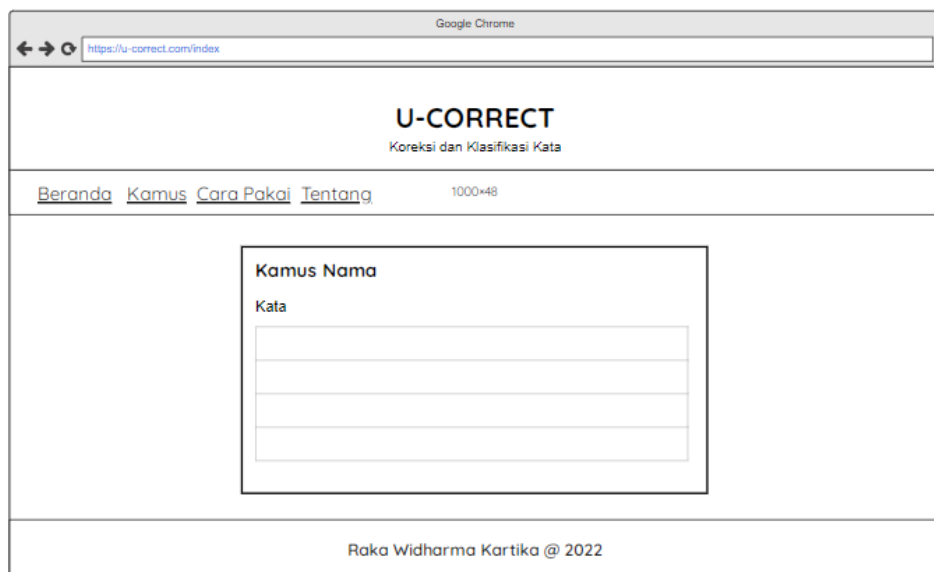 Google Chrome
https://u-correct.com/index
U-CORRECT
Koreksi dan Klasifikasi Kata
Beranda Kamus Cara Pakai Tentang 1000×48
Kamus Nama
Kata
Raka Widharma Kartika @ 2022